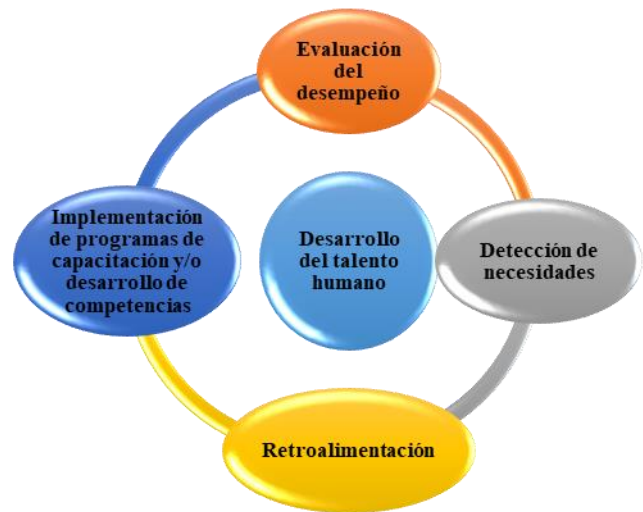 Evaluación
del
desempeño
Implementación
de programas de
capacitación y/o
desarrollo de
competencias
Desarrollo
del talento
humano
Detección de
necesidades
Retroalimentación